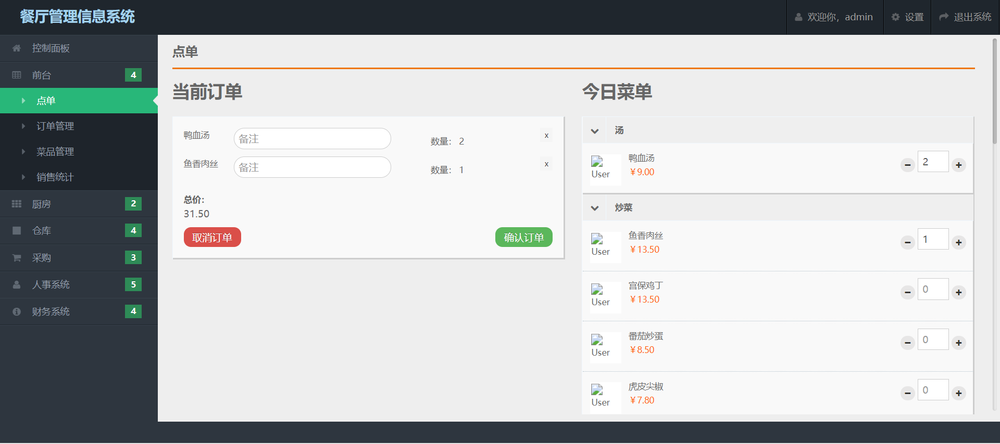 餐厅管理信息系统
欢迎你，admin
设置
退出系统
控制面板
前台 4
点单
订单管理
菜品管理
销售统计
厨房 2
仓库 4
采购 3
人事系统 5
财务系统 4
点单
当前订单
鸭血汤 备注 数量： 2 x
鱼香肉丝 备注 数量： 1 x
总价：
31.50
取消订单 确认订单
今日菜单
汤
User
鸭血汤
￥9.00
2
炒菜
User
鱼香肉丝
￥13.50
1
User
宫保鸡丁
￥13.50
0
User
番茄炒蛋
￥8.50
0
User
虎皮尖椒
￥7.80
0